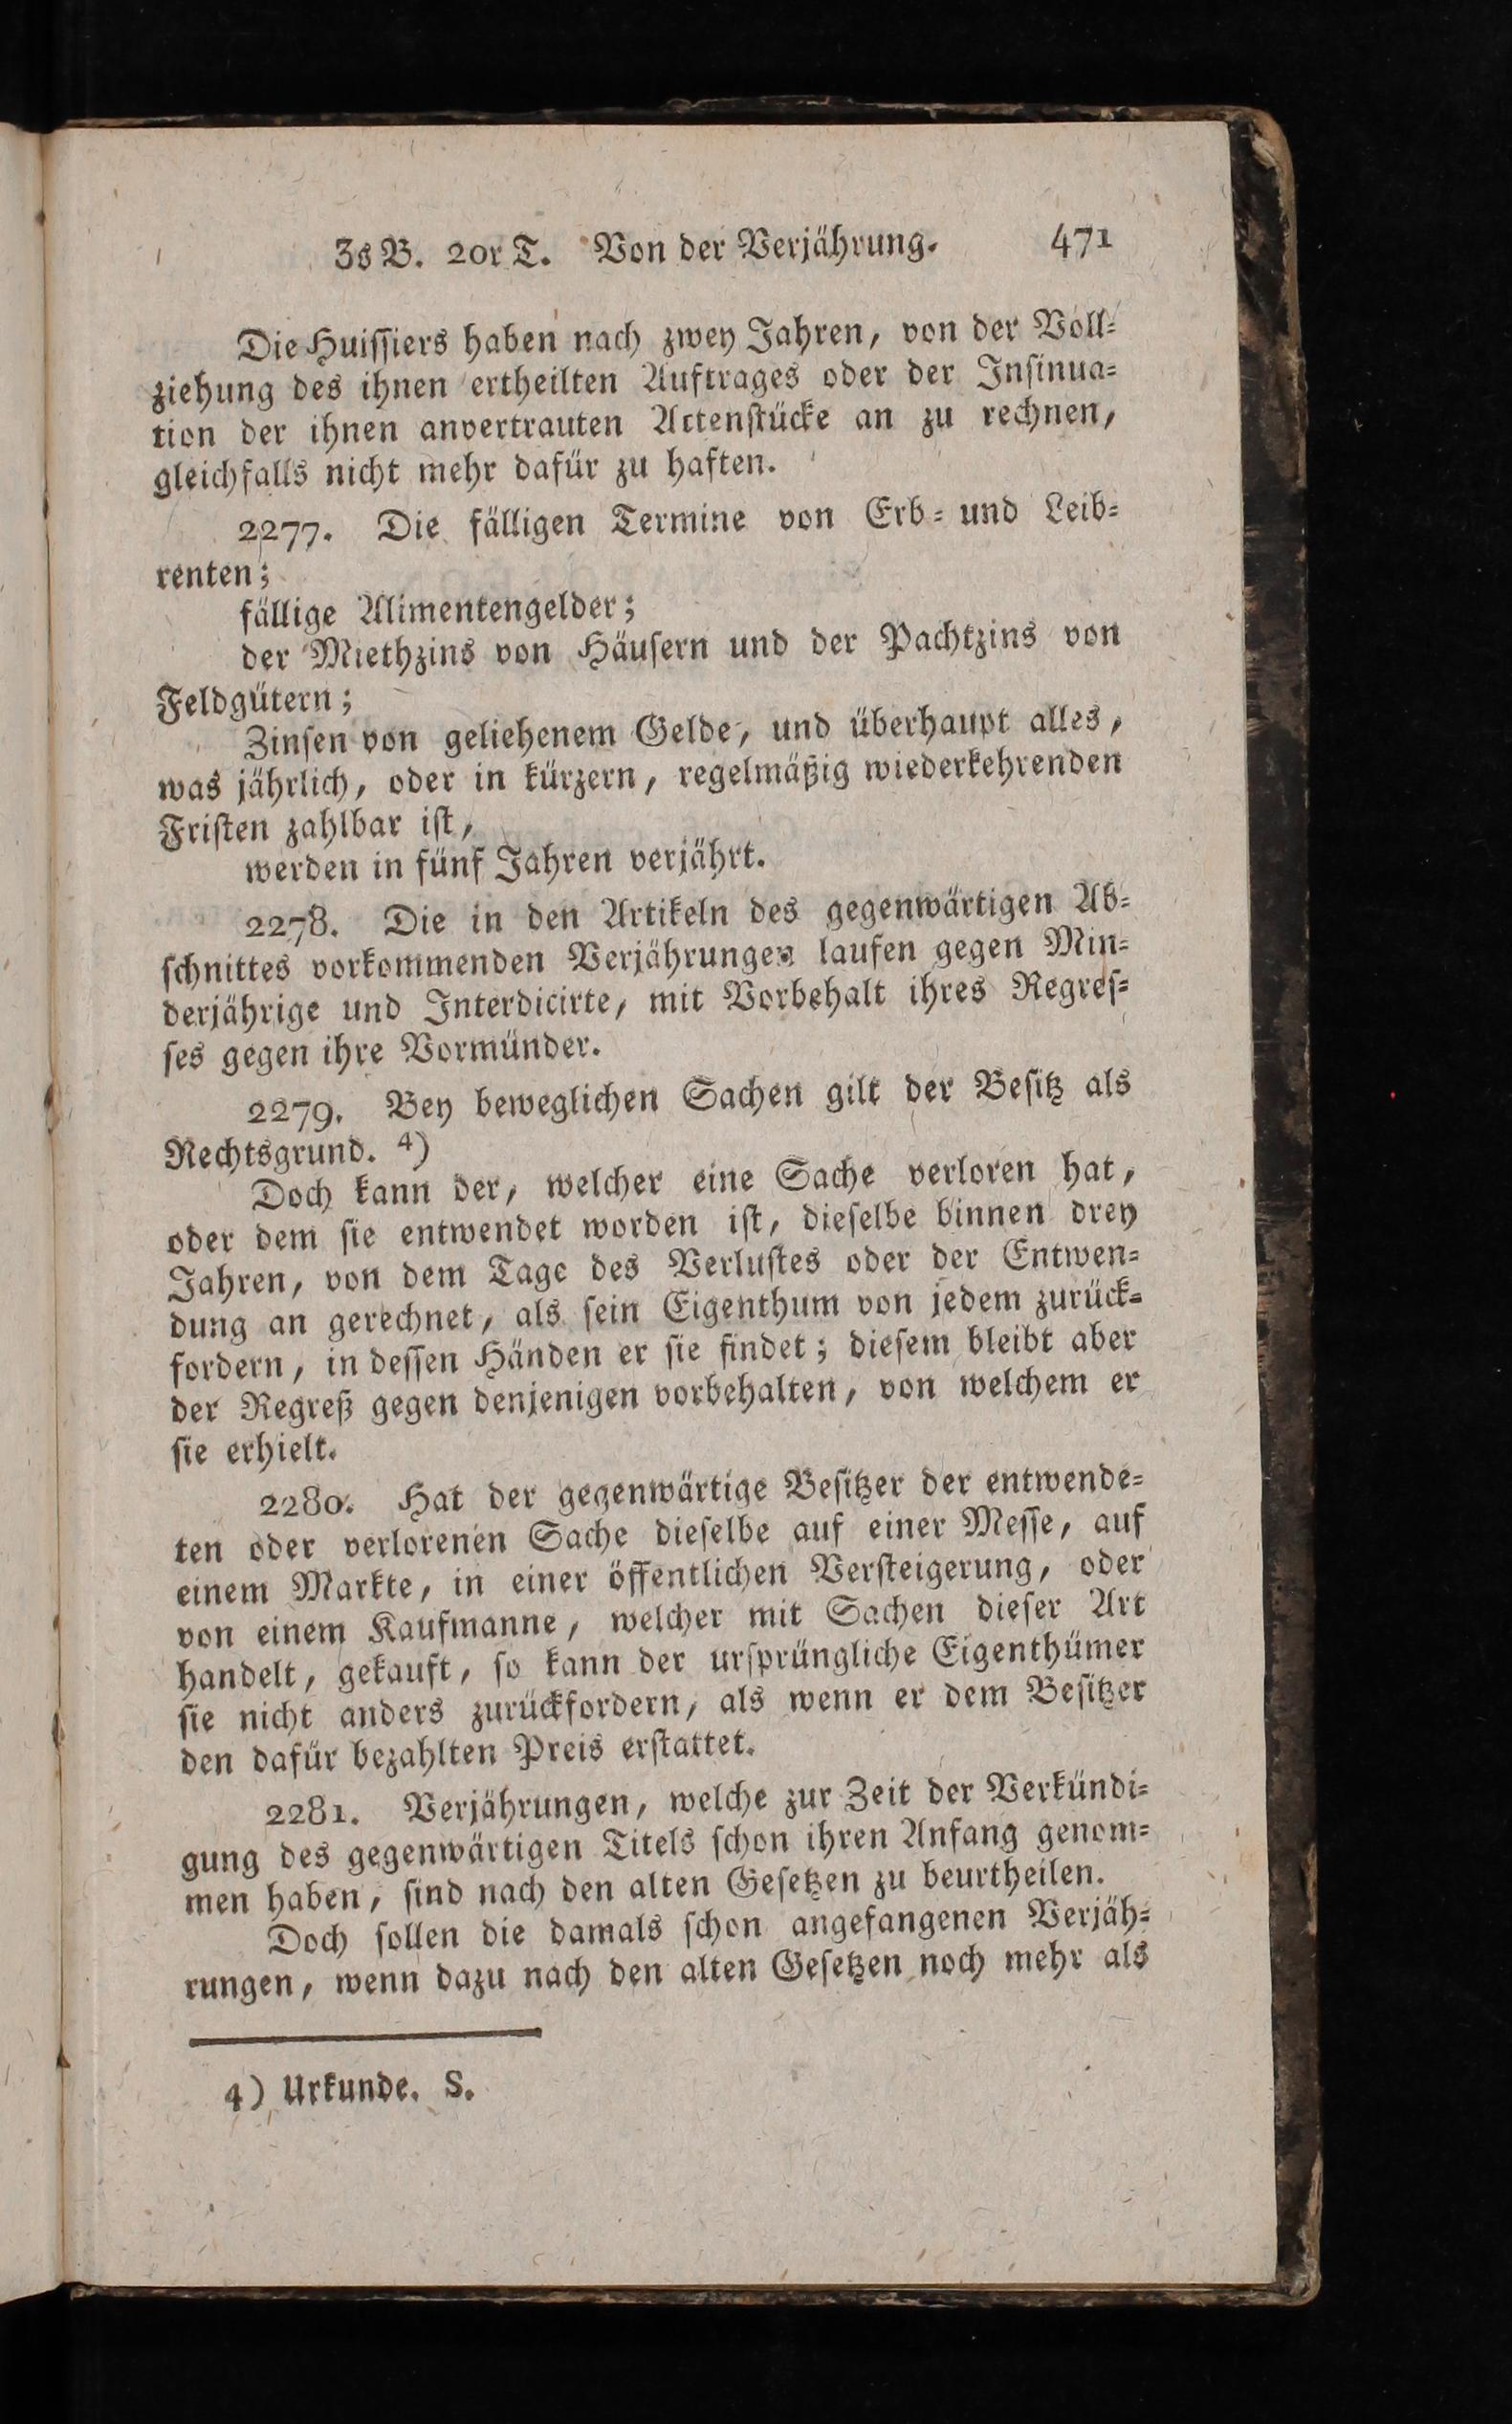 3s B. 20r T. Von der Verjährung. 471
Die Huissiers haben nach zwey Jahren, von der Voll-
ziehung des ihnen ertheilten Auftrages oder der Insinua-
tion der ihnen anvertrauten Actenstücke an zu rechnen,
gleichfalls nicht mehr dafür zu haften.
2277. Die fälligen Termine von Erb- und Leib-
renten;
fällige Alimentengelder;
der Miethzins von Häusern und der Pachtzins von
Feldgütern;
Zinsen von geliehenem Gelde, und überhaupt alles,
was jährlich, oder in kürzern, regelmäßig wiederkehrenden
Fristen zahlbar ist,
werden in fünf Jahren verjährt.
2278. Die in den Artikeln des gegenwärtigen Ab-
schnittes vorkommenden Verjährungen laufen gegen Min-
derjährige und Interdicirte, mit Vorbehalt ihres Regres-
ses gegen ihre Vormünder.
2279. Bey beweglichen Sachen gilt der Besitz als
Rechtsgrund. 4)
Doch kann der, welcher eine Sache verloren hat,
oder dem sie entwendet worden ist, dieselbe binnen drey
Jahren, von dem Tage des Verlustes oder der Entwen-
dung an gerechnet, als sein Eigenthum von jedem zurück-
fordern, in dessen Händen er sie findet; diesem bleibt aber
der Regreß gegen denjenigen vorbehalten, von welchem er
sie erhielt.
2280. Hat der gegenwärtige Besitzer der entwende-
ten oder verlorenen Sache dieselbe auf einer Messe, auf
einem Markte, in einer öffentlichen Versteigerung, oder
von einem Kaufmanne, welcher mit Sachen dieser Art
handelt, gekauft, so kann der ursprüngliche Eigenthümer
sie nicht anders zurückfordern, als wenn er dem Besitzer
den dafür bezahlten Preis erstattet.
2281. Verjährungen, welche zur Zeit der Verkündi-
gung des gegenwärtigen Titels schon ihren Anfang genom-
men haben, sind nach den alten Gesetzen zu beurtheilen.
Doch sollen die damals schon angefangenen Verjäh-
rungen, wenn dazu nach den alten Gesetzen noch mehr als
4) Urkunde. S.